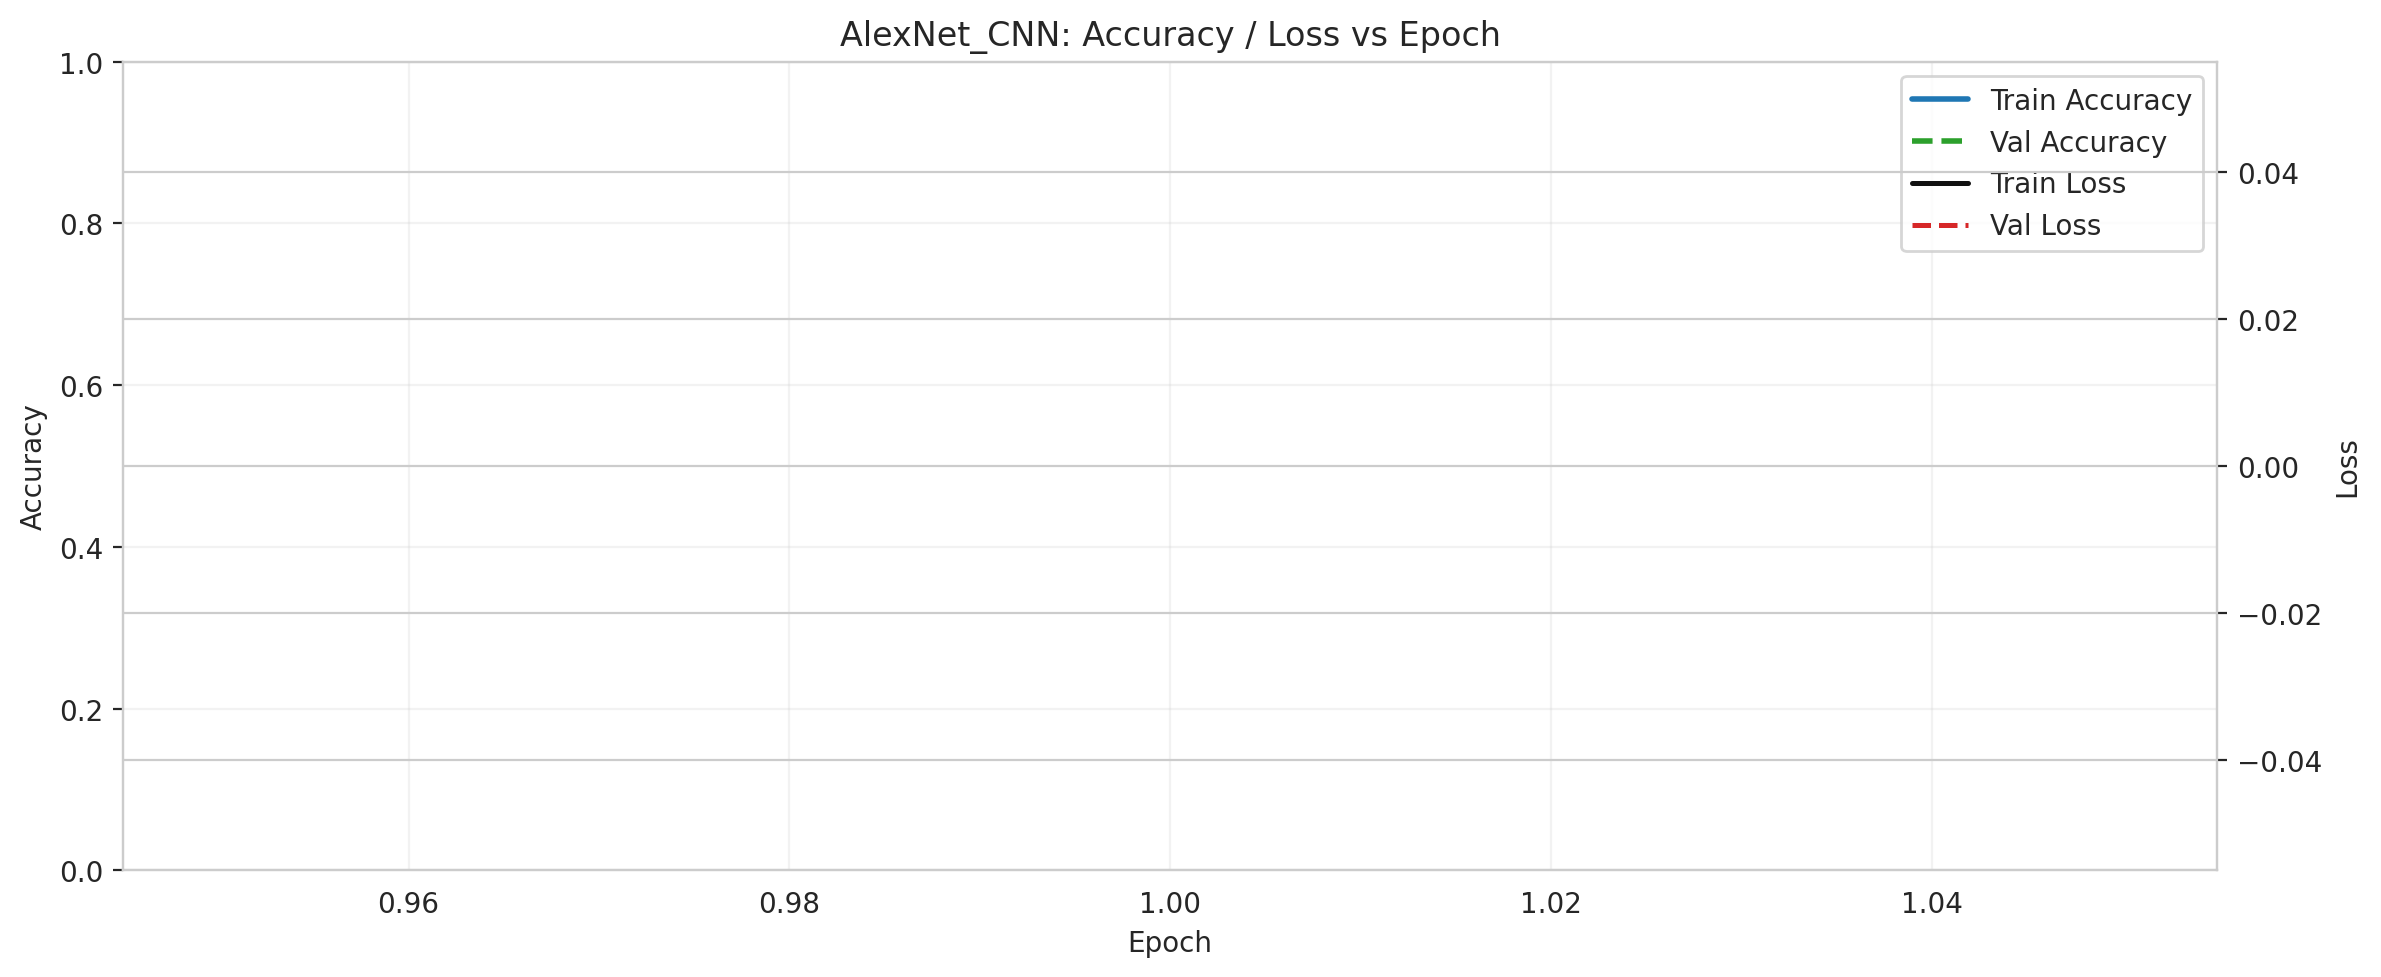 AlexNet_CNN: Accuracy / Loss vs Epoch
1.0
0.8
0.6
0.4
0.2
0.0
Accuracy
Train Accuracy
Val Accuracy
Train Loss
Val Loss
0.04
0.02
0.00
−0.02
−0.04
Loss
0.96
0.98
1.00
1.02
1.04
Epoch